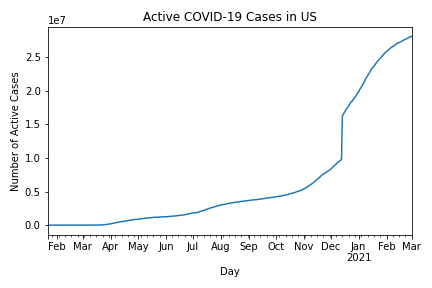 Active COVID-19 Cases in US
1e7
Number of Active Cases
2.5
2.0
1.5
1.0
0.5
0.0
Feb Mar Apr May Jun Jul Aug Sep Oct Nov Dec Jan Feb Mar
2021
Day